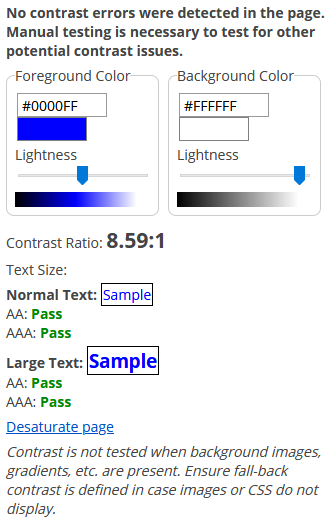 No contrast errors were detected in the page.
Manual testing is necessary to test for other
potential contrast issues.
Foreground Color
Background Color
#0000FF
#FFFFFF
Lightness
Lightness
Contrast Ratio: 8.59:1
Text Size:
Normal Text: Sample
AA: Pass
AAA: Pass
Large Text: Sample
AA: Pass
AAA: Pass
Desaturate page
Contrast is not tested when background images,
gradients, etc. are present. Ensure fall-back
contrast is defined in case images or CSS do not
display.